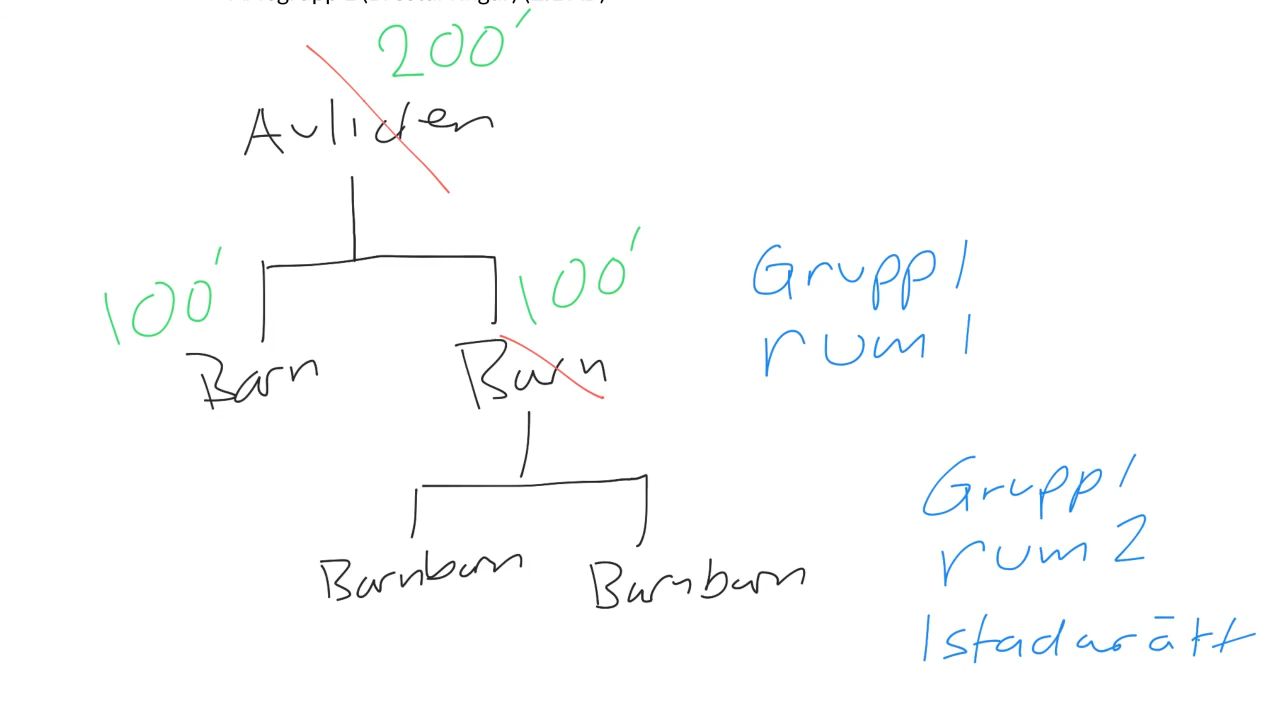 200'
Avliden
100'
100'
Grupp 1
rum 1
Barn
Barn
Grupp 1
rum 2
Barnbarn
Barnbarn
Istadarätt